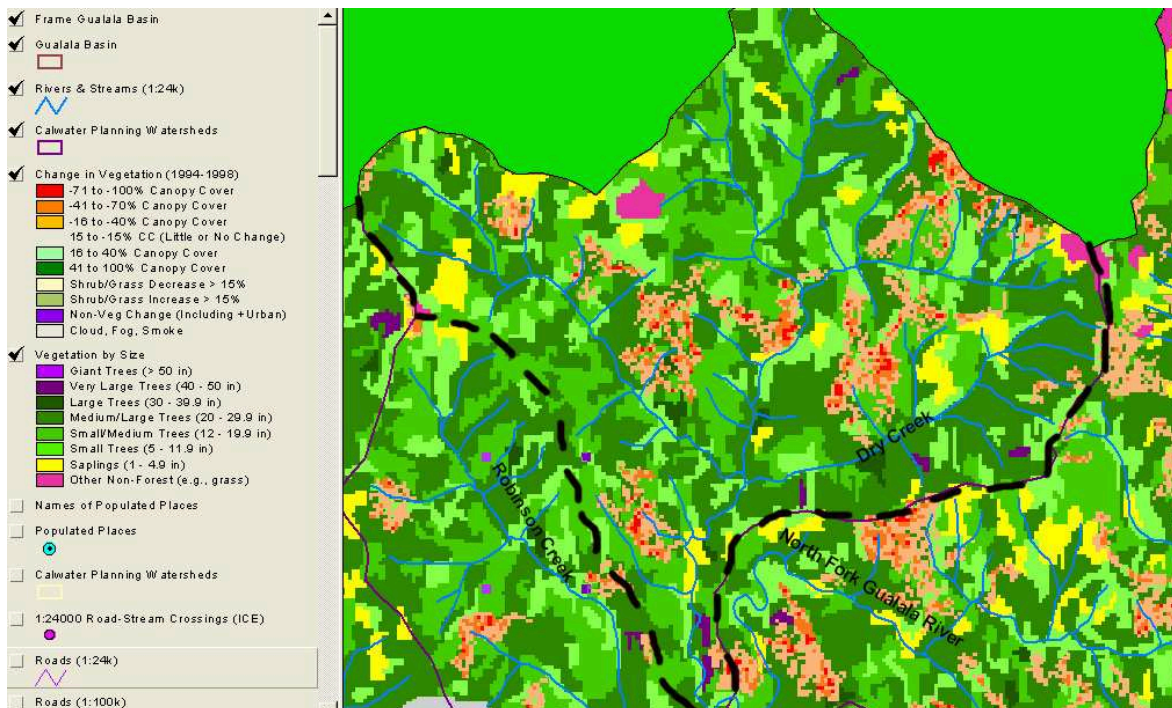 Frame Gualala Basin
Gualala Basin
Rivers & Streams (1:24k)
Calwater Planning Watersheds
Change in Vegetation (1994-1998)
-71 to -100% Canopy Cover
-41 to -70% Canopy Cover
-16 to -40% Canopy Cover
15 to -15% CC (Little or No Change)
16 to 40% Canopy Cover
41 to 100% Canopy Cover
Shrub/Grass Decrease > 15%
Shrub/Grass Increase > 15%
Non-Veg Change (Including +Urban)
Cloud, Fog, Smoke
Vegetation by Size
Giant Trees (> 50 in)
Very Large Trees (40 - 50 in)
Large Trees (30 - 39.9 in)
Medium/Large Trees (20 - 29.9 in)
Small/Medium Trees (12 - 19.9 in)
Small Trees (5 - 11.9 in)
Saplings (1 - 4.9 in)
Other Non-Forest (e.g., grass)
Names of Populated Places
Populated Places
Calwater Planning Watersheds
1:24000 Road-Stream Crossings (ICE)
Roads (1:24k)
Roads (1:100k)
Dry Creek
Robinson Creek
North Fork Gualala River